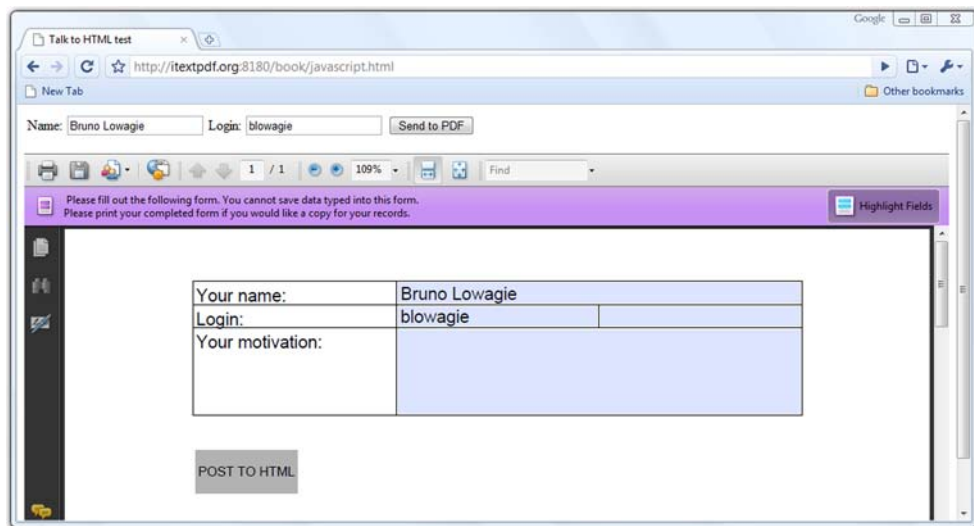 Google
Talk to HTML test
http://itextpdf.org:8180/book/javascript.html
New Tab Other bookmarks
Name: Bruno Lowagie Login: blowagie Send to PDF
1 / 1 109% Find
Please fill out the following form. You cannot save data typed into this form.
Please print your completed form if you would like a copy for your records.
Highlight Fields
Your name: Bruno Lowagie
Login: blowagie
Your motivation:
POST TO HTML